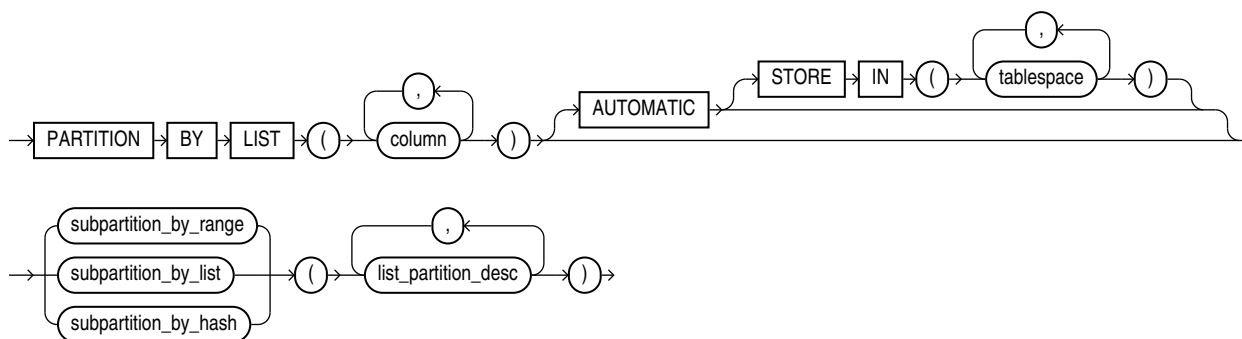 PARTITION BY LIST ( column , ) AUTOMATIC STORE IN ( tablespace , )
subpartition_by_range
subpartition_by_list ( list_partition_desc , )
subpartition_by_hash